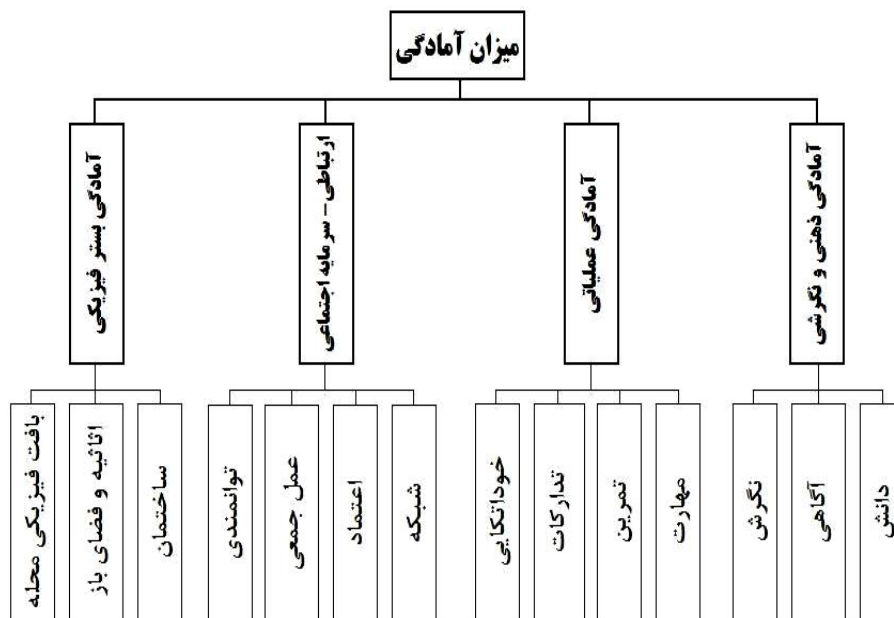 میزان آمادگی
آمادگی ذهنی و نگرشی
آمادگی عملیاتی
ارتباطی - سرمایه اجتماعی
آمادگی بستر فیزیکی
دانش
آگاهی
نگرش
مهارت
تمرین
تدارکات
خوداتکایی
شبکه
اعتماد
عمل جمعی
توانمندی
ساختمان
اثاثیه و فضای باز
بافت فیزیکی محله